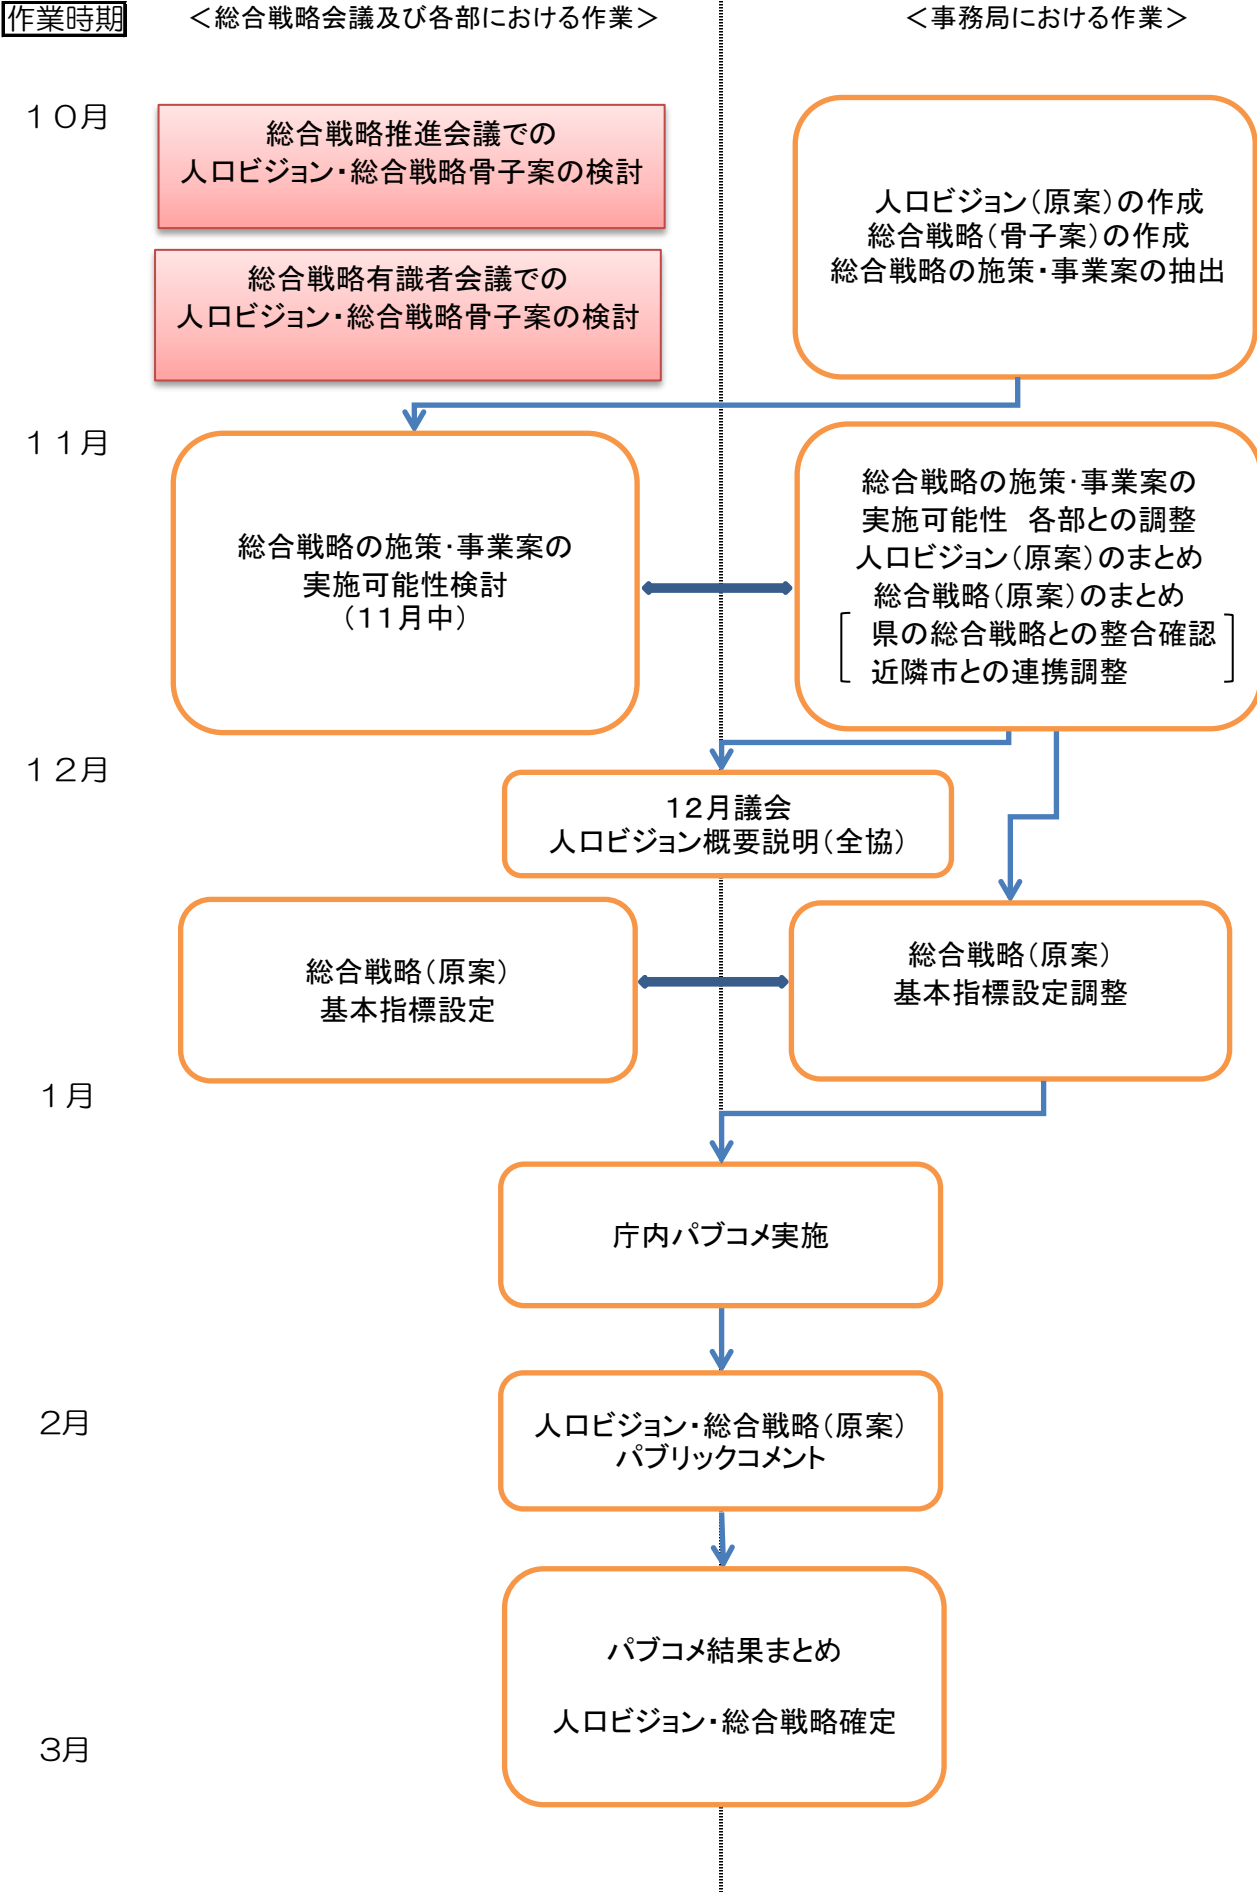 作業時期
＜総合戦略会議及び各部における作業＞
＜事務局における作業＞
１０月
総合戦略推進会議での
人口ビジョン・総合戦略骨子案の検討
総合戦略有識者会議での
人口ビジョン・総合戦略骨子案の検討
人口ビジョン（原案）の作成
総合戦略（骨子案）の作成
総合戦略の施策・事業案の抽出
１１月
総合戦略の施策・事業案の
実施可能性検討
（１１月中）
総合戦略の施策・事業案の
実施可能性　各部との調整
人口ビジョン（原案）のまとめ
総合戦略（原案）のまとめ
県の総合戦略との整合確認
近隣市との連携調整
１２月
１２月議会
人口ビジョン概要説明（全協）
総合戦略（原案）
基本指標設定
総合戦略（原案）
基本指標設定調整
１月
庁内パブコメ実施
２月
人口ビジョン・総合戦略（原案）
パブリックコメント
パブコメ結果まとめ
人口ビジョン・総合戦略確定
３月